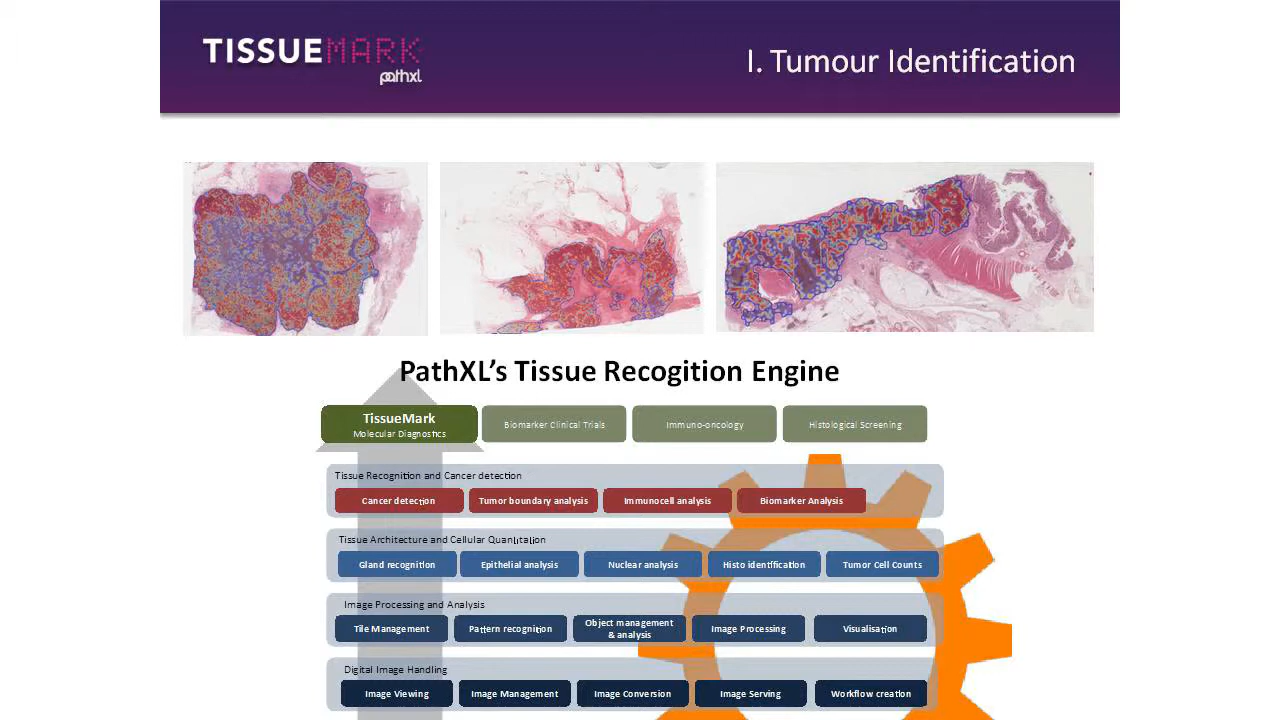 TISSUEMARK
pathxl
I. Tumour Identification
PathXL’s Tissue Recogition Engine
TissueMark
Molecular Diagnostics
Biomarker Clinical Trials
Immuno-oncology
Histological Screening
Tissue Recognition and Cancer detection
Cancer detection
Tumor boundary analysis
Immunocell analysis
Biomarker Analysis
Tissue Architecture and Cellular Quantitation
Gland recognition
Epithelial analysis
Nuclear analysis
Histo identification
Tumor Cell Counts
Image Processing and Analysis
Tile Management
Pattern recognition
Object management
& analysis
Image Processing
Visualisation
Digital Image Handling
Image Viewing
Image Management
Image Conversion
Image Serving
Workflow creation